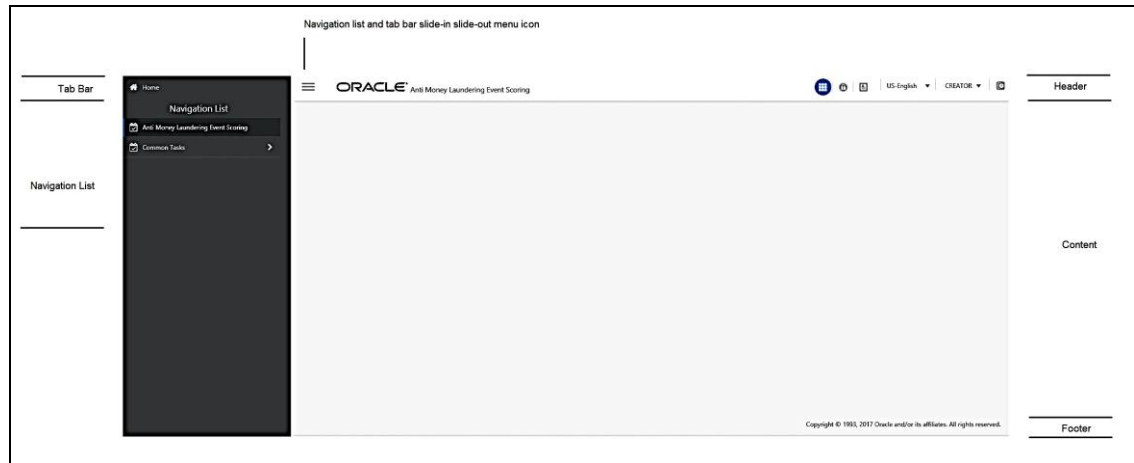 Navigation list and tab bar slide-in slide-out menu icon
Tab Bar
Home
ORACLE® Anti Money Laundering Event Scoring
US-English
CREATOR
Header
Navigation List
Anti Money Laundering Event Scoring
Common Tasks
Navigation List
Content
Copyright © 1993, 2017 Oracle and/or its affiliates. All rights reserved.
Footer